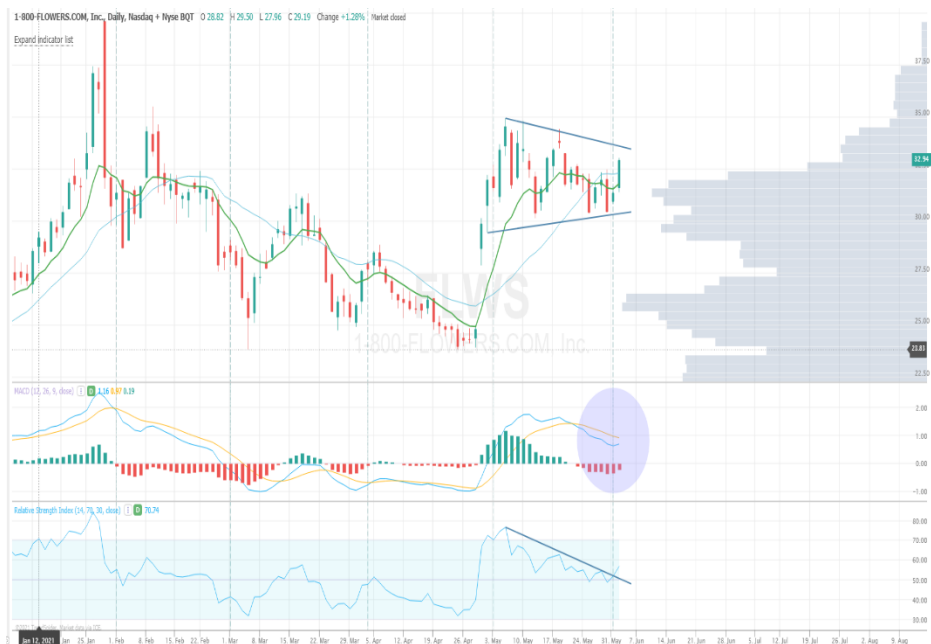 1-800-FLOWERS.COM, Inc., Daily, Nasdaq + Nyse BQT O 28.82 H 29.50 L 27.96 C 29.19 Change +1.28% Market closed
Expand indicator list
37.50
35.00
32.94
30.00
27.50
25.00
23.83
22.50
FLWS
1-800-FLOWERS.COM, Inc.
MACD (12, 26, 9, close) D 1.16 0.97 0.19
2.00
1.00
0.00
-1.00
Relative Strength Index (14, 70, 30, close) D 70.74
80.00
70.00
60.00
50.00
40.00
30.00
Jan 12, 2021 Jan 25. Jan 1. Feb 8. Feb 15. Feb 22. Feb 1. Mar 8. Mar 15. Mar 22. Mar 29. Mar 5. Apr 12. Apr 19. Apr 26. Apr 3. May 10. May 17. May 24. May 31. May 7. Jun 14. Jun 21. Jun 28. Jun 5. Jul 12. Jul 19. Jul 26. Jul 2. Aug 9. Aug